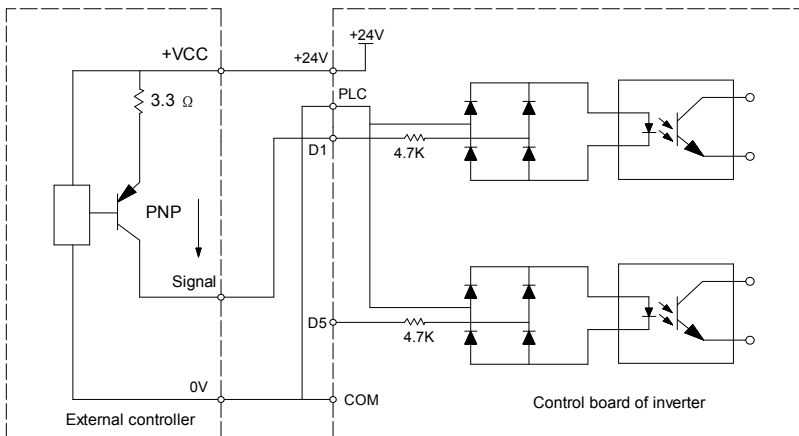 +24V
+VCC
+24V
3.3 Ω
PLC
D1
4.7K
PNP
Signal
D5
4.7K
0V
COM
External controller
Control board of inverter